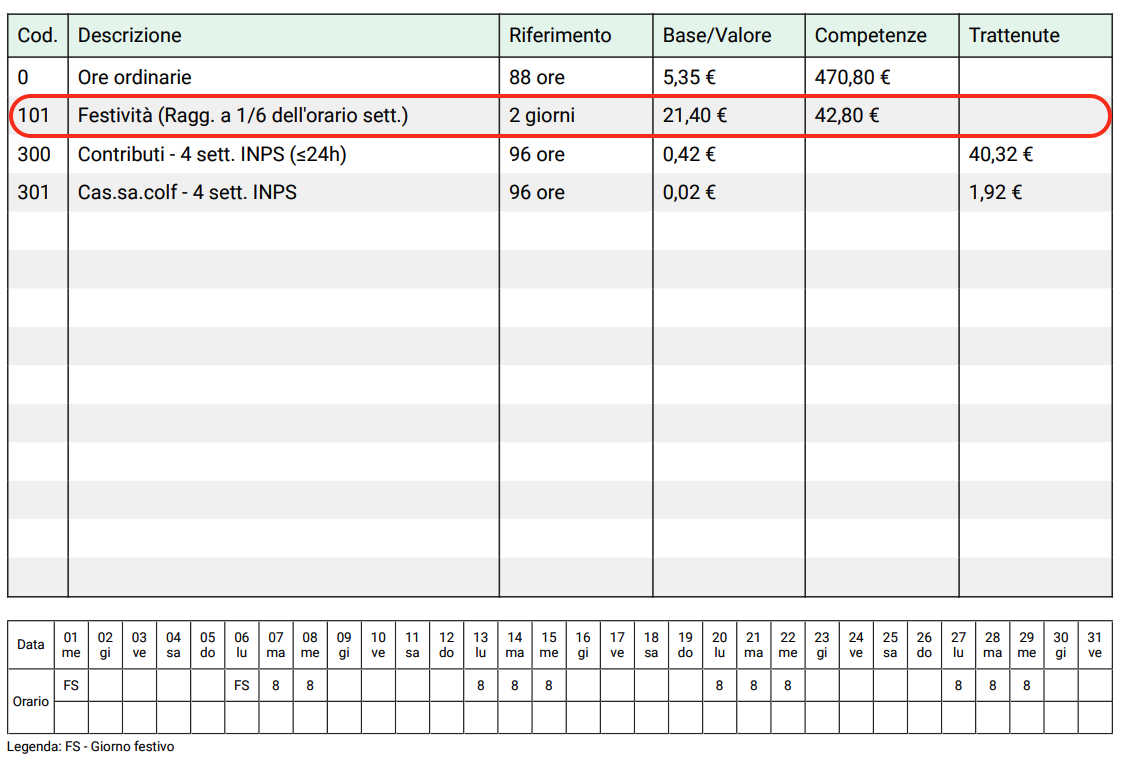 Cod. Descrizione Riferimento Base/Valore Competenze Trattenute
0 Ore ordinarie 88 ore 5,35 € 470,80 €
101 Festività (Ragg. a 1/6 dell'orario sett.) 2 giorni 21,40 € 42,80 €
300 Contributi - 4 sett. INPS (≤24h) 96 ore 0,42 € 40,32 €
301 Cas.sa.colf - 4 sett. INPS 96 ore 0,02 € 1,92 €
Data 01 02 03 04 05 06 07 08 09 10 11 12 13 14 15 16 17 18 19 20 21 22 23 24 25 26 27 28 29 30 31
me gi ve sa do lu ma me gi ve sa do lu ma me gi ve sa do lu ma me gi ve sa do lu ma me gi ve
Orario FS FS 8 8 8 8 8 8 8 8 8 8 8
Legenda: FS - Giorno festivo